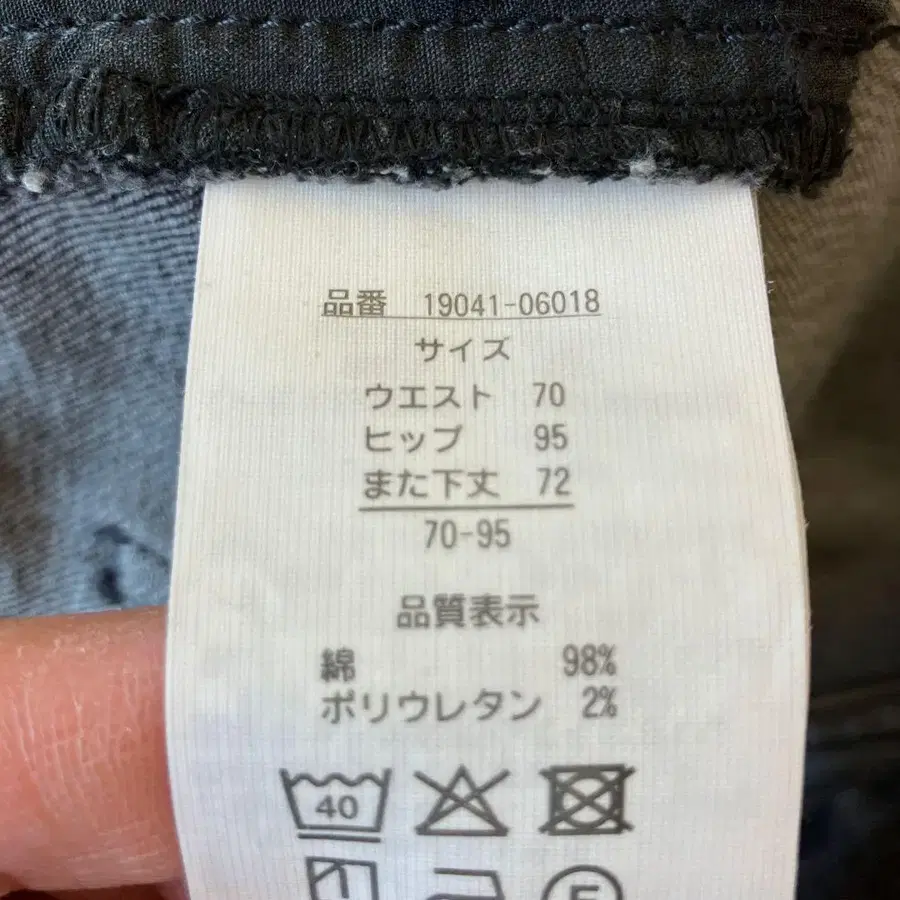 品番 19041-06018
サイズ
ウエスト 70
ヒップ 95
また下丈 72
70-95
品質表示
綿 98%
ポリウレタン 2%
40
F